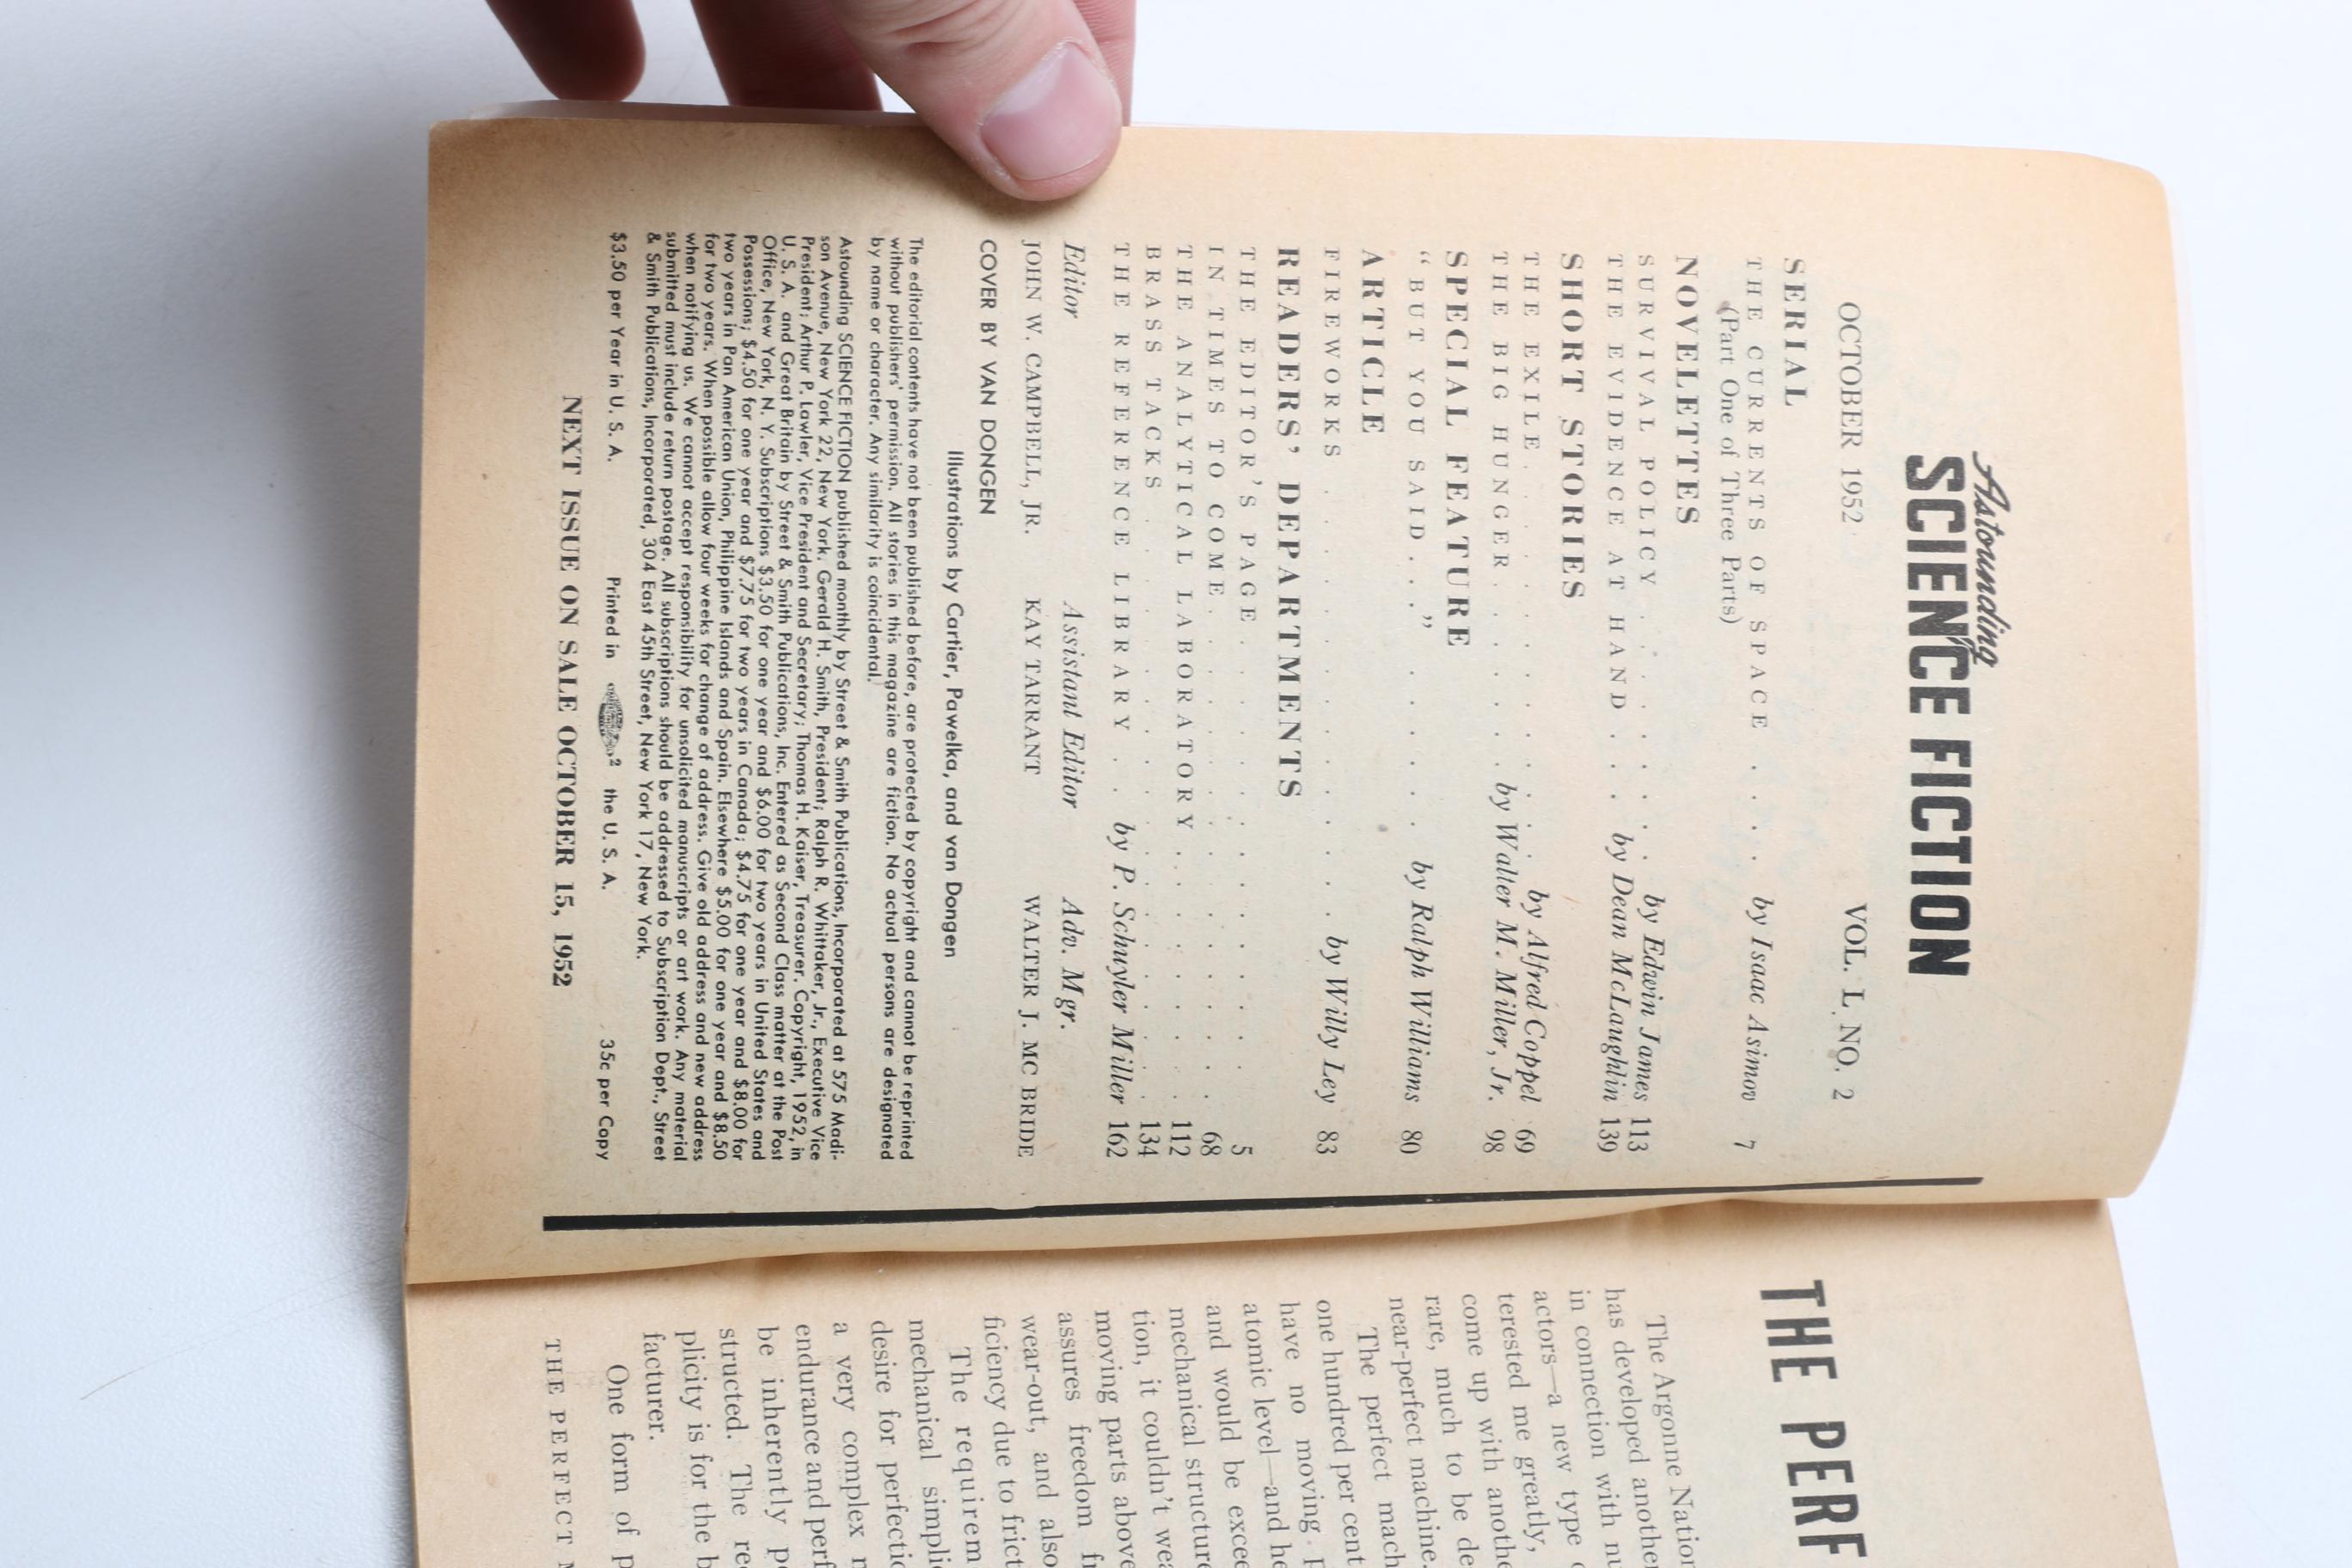 Astounding
SCIENCE FICTION
OCTOBER 1952 VOL. L NO. 2
SERIAL
THE CURRENTS OF SPACE . . . . by Isaac Asimov 7
(Part One of Three Parts)
NOVELETTES
SURVIVAL POLICY . . . . . . by Edwin James 113
THE EVIDENCE AT HAND . . . by Dean McLaughlin 139
SHORT STORIES
THE EXILE . . . . . . . . by Alfred Coppel 69
THE BIG HUNGER . . . . . by Walter M. Miller, Jr. 98
SPECIAL FEATURE
"BUT YOU SAID . . ." . . . . . by Ralph Williams 80
ARTICLE
FIREWORKS . . . . . . . . . . by Willy Ley 83
READERS' DEPARTMENTS
THE EDITOR'S PAGE . . . . . . . . . . . 5
IN TIMES TO COME . . . . . . . . . . . 68
THE ANALYTICAL LABORATORY . . . . . . . 112
BRASS TACKS . . . . . . . . . . . . . 134
THE REFERENCE LIBRARY . . by P. Schuyler Miller 162
Editor Assistant Editor Adv. Mgr.
JOHN W. CAMPBELL, JR. KAY TARRANT WALTER J. MC BRIDE
COVER BY VAN DONGEN
Illustrations by Cartier, Pawelka, and van Dongen
The editorial contents have not been published before, are protected by copyright and cannot be reprinted
without publishers' permission. All stories in this magazine are fiction. No actual persons are designated
by name or character. Any similarity is coincidental.
Astounding SCIENCE FICTION published monthly by Street & Smith Publications, Incorporated at 575 Madi-
son Avenue, New York 22, New York. Gerald H. Smith, President; Ralph R. Whittaker, Jr., Executive Vice
President; Arthur P. Lawler, Vice President and Secretary; Thomas H. Kaiser, Treasurer. Copyright, 1952, in
U. S. A. and Great Britain by Street & Smith Publications, Inc. Entered as Second Class matter at the Post
Office, New York, N. Y. Subscriptions $3.50 for one year and $6.00 for two years in United States and
Possessions; $4.50 for one year and $7.75 for two years in Canada; $4.75 for one year and $8.00 for
two years in Pan American Union, Philippine Islands and Spain. Elsewhere $5.00 for one year and $8.50
for two years. When possible allow four weeks for change of address. Give old address and new address
when notifying us. We cannot accept responsibility for unsolicited manuscripts or art work. Any material
submitted must include return postage. All subscriptions should be addressed to Subscription Dept., Street
& Smith Publications, Incorporated, 304 East 45th Street, New York 17, New York.
$3.50 per Year in U. S. A. Printed in the U. S. A. 35c per Copy
NEXT ISSUE ON SALE OCTOBER 15, 1952
THE PERF
The Argonne Nation
has developed another
in connection with nu
actors—a new type
terested me greatly,
come up with anothe
rare, much to be de
near-perfect machine.
The perfect mach
one hundred per cent
have no moving
atomic level—and he
and would be excee
mechanical structure
tion, it couldn't wea
moving parts above
assures freedom fr
wear-out, and also
ficiency due to frict
The requirem
mechanical simpli
desire for perfectio
a very complex
endurance and perf
be inherently
structured. The re
plicity is for the b
facturer.
One form of p
THE PERFECT